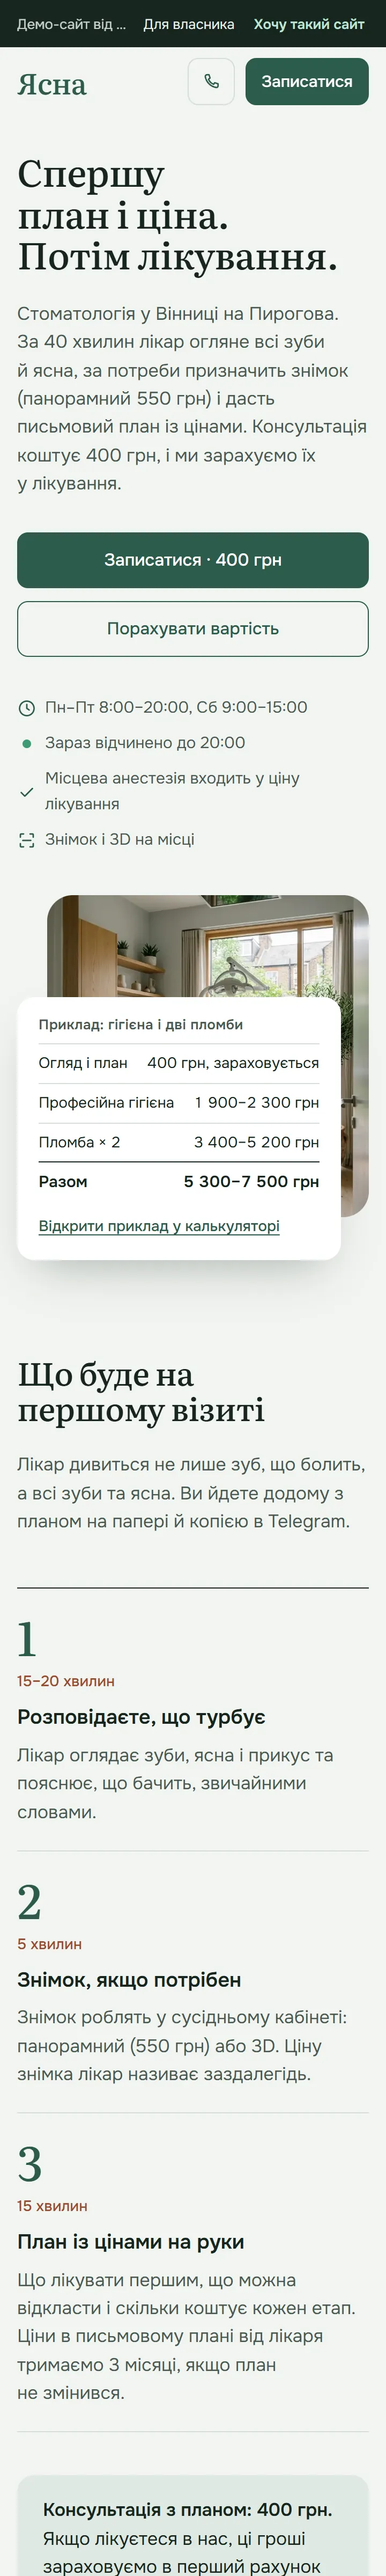 Демо-сайт від ... Для власника Хочу такий сайт
Ясна Записатися
Спершу
план і ціна.
Потім лікування.
Стоматологія у Вінниці на Пирогова.
За 40 хвилин лікар огляне всі зуби
й ясна, за потреби призначить знімок
(панорамний 550 грн) і дасть
письмовий план із цінами. Консультація
коштує 400 грн, і ми зарахуємо їх
у лікування.
Записатися · 400 грн
Порахувати вартість
Пн–Пт 8:00–20:00, Сб 9:00–15:00
Зараз відчинено до 20:00
Місцева анестезія входить у ціну
лікування
Знімок і 3D на місці
Приклад: гігієна і дві пломби
Огляд і план 400 грн, зараховується
Професійна гігієна 1 900–2 300 грн
Пломба × 2 3 400–5 200 грн
Разом 5 300–7 500 грн
Відкрити приклад у калькуляторі
Що буде на
першому візиті
Лікар дивиться не лише зуб, що болить,
а всі зуби та ясна. Ви йдете додому з
планом на папері й копією в Telegram.
1
15–20 хвилин
Розповідаєте, що турбує
Лікар оглядає зуби, ясна і прикус та
пояснює, що бачить, звичайними
словами.
2
5 хвилин
Знімок, якщо потрібен
Знімок роблять у сусідньому кабінеті:
панорамний (550 грн) або 3D. Ціну
знімка лікар називає заздалегідь.
3
15 хвилин
План із цінами на руки
Що лікувати першим, що можна
відкласти і скільки коштує кожен етап.
Ціни в письмовому плані від лікаря
тримаємо 3 місяці, якщо план
не змінився.
Консультація з планом: 400 грн.
Якщо лікуєтеся в нас, ці гроші
зараховуємо в перший рахунок